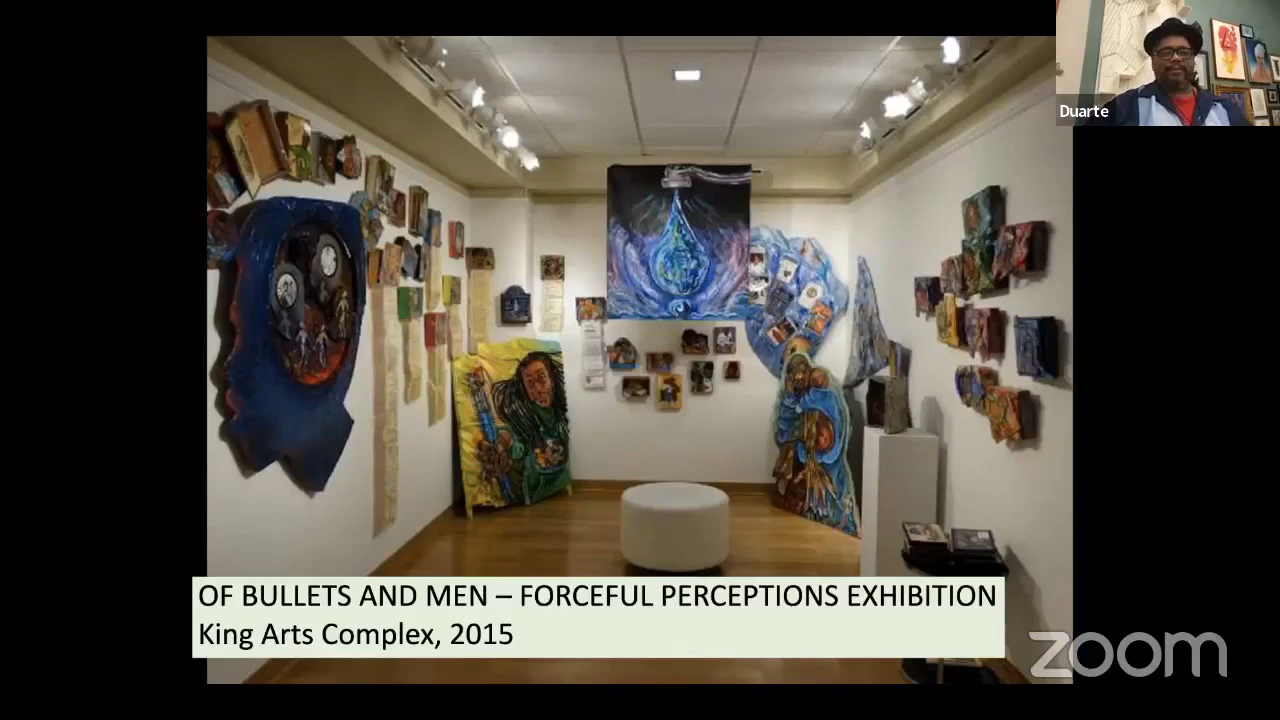 Duarte
OF BULLETS AND MEN – FORCEFUL PERCEPTIONS EXHIBITION
King Arts Complex, 2015
zoom